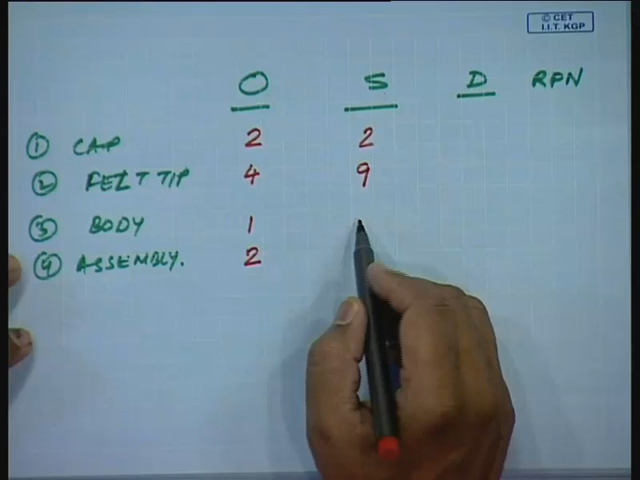 © CET
I.I.T. KGP
O S D RPN
① CAP 2 2
② FELT TIP 4 9
③ BODY 1
④ ASSEMBLY. 2